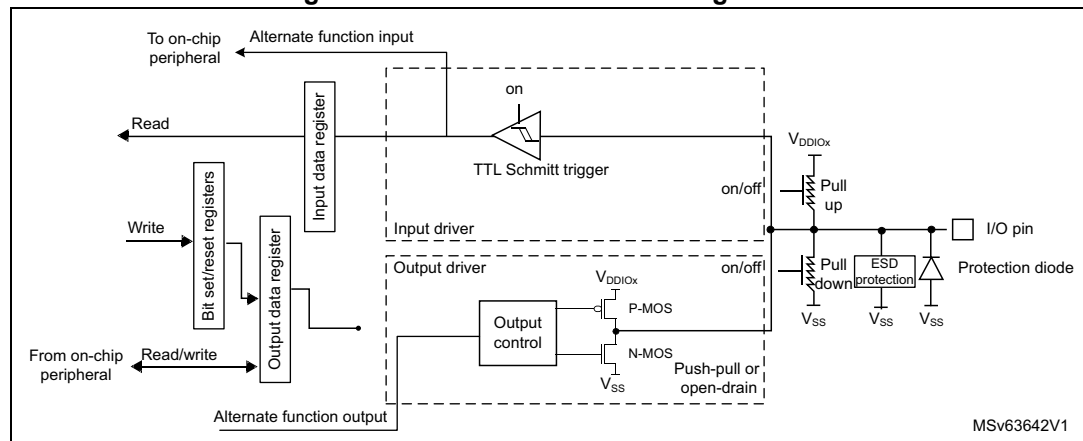 To on-chip
peripheral
Alternate function input
on
Read
Input data register
TTL Schmitt trigger
V_DDIOx
on/off
Pull
up
Bit set/reset registers
Write
Output data register
Input driver
I/O pin
Output driver
on/off
Pull
down
ESD
protection
Protection diode
V_DDIOx
P-MOS
Output
control
V_SS
V_SS
V_SS
From on-chip
peripheral
Read/write
N-MOS
V_SS
Push-pull or
open-drain
Alternate function output
MSv63642V1